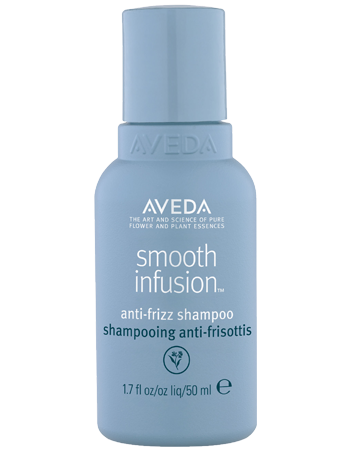 AVEDA
AVEDA
THE ART AND SCIENCE OF PURE
FLOWER AND PLANT ESSENCES
smooth
infusion™
anti-frizz shampoo
shampooing anti-frisottis
1.7 fl oz/oz liq/50 ml ℮